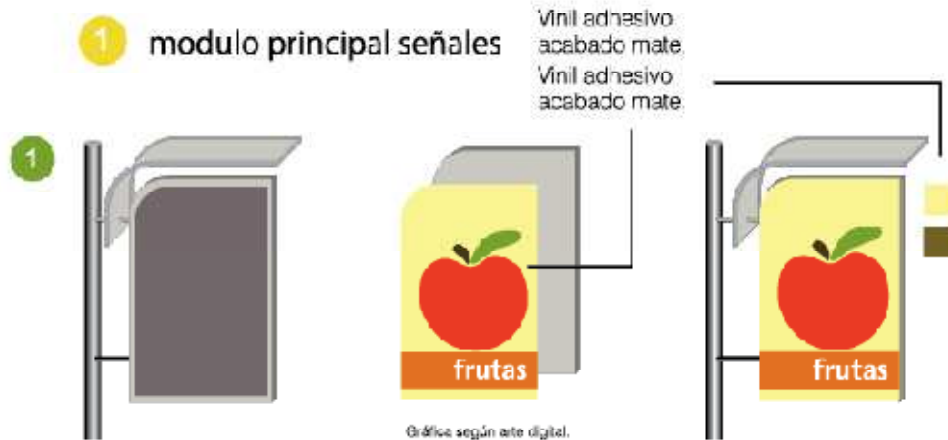 1 modulo principal señales
Vinil adhesivo
acabado mate
Vinil adhesivo
acabado mate
1
frutas
frutas
Gráfica según arte digital.